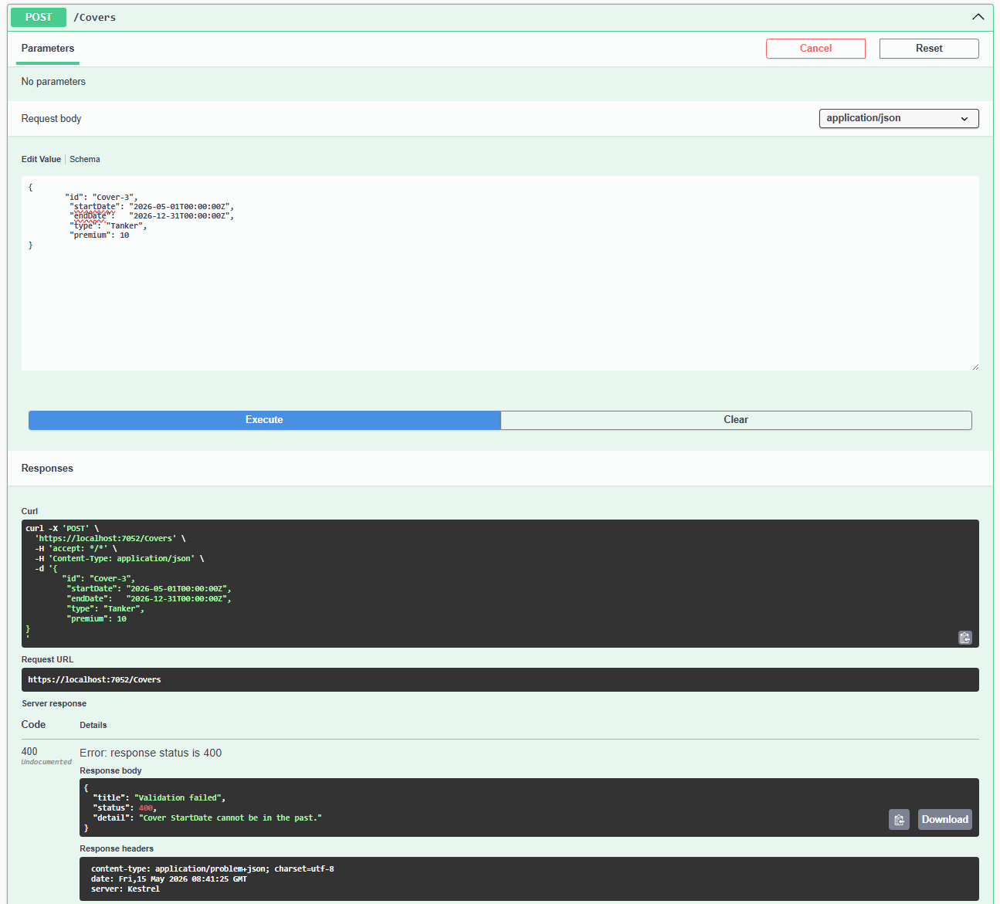 POST /Covers
Parameters
Cancel
Reset
No parameters
Request body
application/json
Edit Value | Schema
{
"id": "Cover-3",
"startDate": "2026-05-01T00:00:00Z",
"endDate":   "2026-12-31T00:00:00Z",
"type": "Tanker",
"premium": 10
}
Execute
Clear
Responses
Curl
curl -X 'POST' \
'https://localhost:7052/Covers' \
-H 'accept: */*' \
-H 'Content-Type: application/json' \
-d '{
"id": "Cover-3",
"startDate": "2026-05-01T00:00:00Z",
"endDate":   "2026-12-31T00:00:00Z",
"type": "Tanker",
"premium": 10
}
'
Request URL
https://localhost:7052/Covers
Server response
Code
Details
400
Undocumented
Error: response status is 400
Response body
{
"title": "Validation failed",
"status": 400,
"detail": "Cover StartDate cannot be in the past."
}
Download
Response headers
content-type: application/problem+json; charset=utf-8
date: Fri,15 May 2026 08:41:25 GMT
server: Kestrel